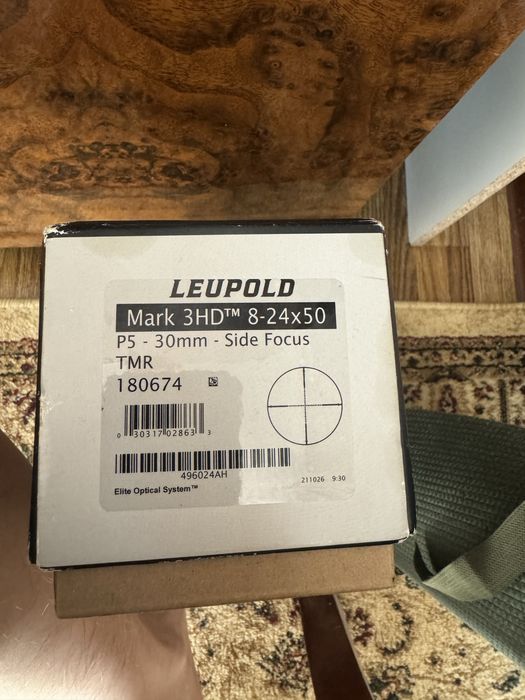 LEUPOLD
Mark 3HD™ 8-24x50
P5 - 30mm - Side Focus
TMR
180674
0 30317 02863 3
496024AH
211026 9:30
Elite Optical System™